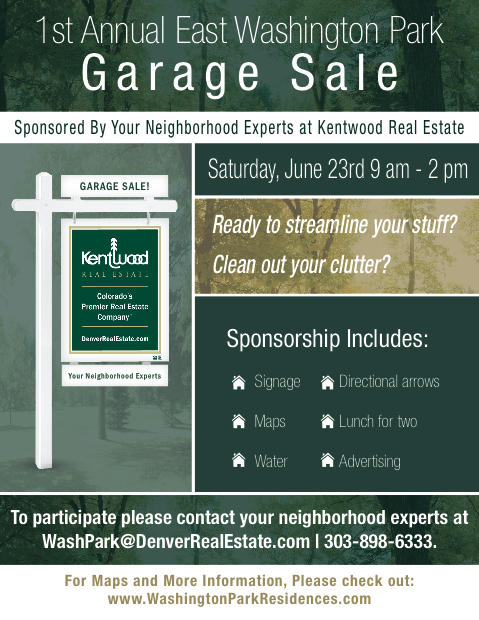 1st Annual East Washington Park
Garage Sale
Sponsored By Your Neighborhood Experts at Kentwood Real Estate
GARAGE SALE!
Kentwood
REAL ESTATE
Colorado's
Premier Real Estate
Company
DenverRealEstate.com
Your Neighborhood Experts
Saturday, June 23rd 9 am - 2 pm
Ready to streamline your stuff?
Clean out your clutter?
Sponsorship Includes:
Signage
Directional arrows
Maps
Lunch for two
Water
Advertising
To participate please contact your neighborhood experts at
WashPark@DenverRealEstate.com | 303-898-6333.
For Maps and More Information, Please check out:
www.WashingtonParkResidences.com